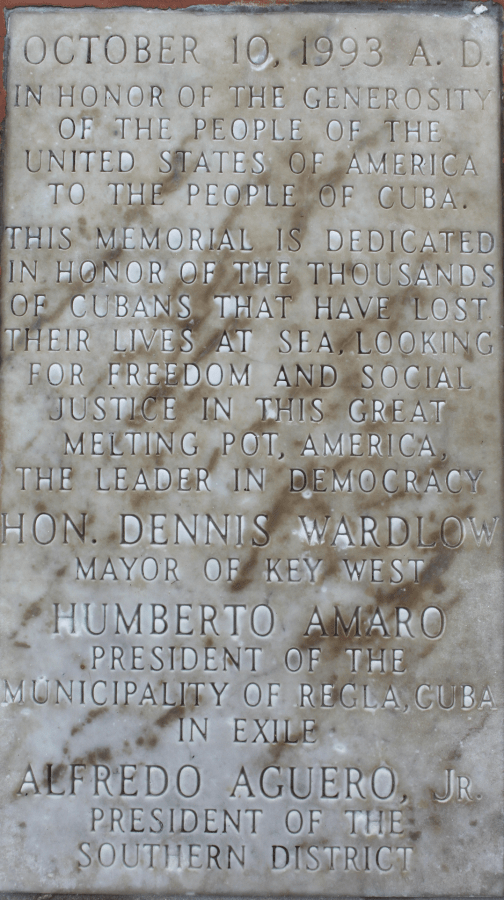 OCTOBER 10, 1993 A. D.
IN HONOR OF THE GENEROSITY
OF THE PEOPLE OF THE
UNITED STATES OF AMERICA
TO THE PEOPLE OF CUBA.
THIS MEMORIAL IS DEDICATED
IN HONOR OF THE THOUSANDS
OF CUBANS THAT HAVE LOST
THEIR LIVES AT SEA, LOOKING
FOR FREEDOM AND SOCIAL
JUSTICE IN THIS GREAT
MELTING POT, AMERICA,
THE LEADER IN DEMOCRACY
HON. DENNIS WARDLOW
MAYOR OF KEY WEST
HUMBERTO AMARO
PRESIDENT OF THE
MUNICIPALITY OF REGLA, CUBA
IN EXILE
ALFREDO AGUERO, JR.
PRESIDENT OF THE
SOUTHERN DISTRICT